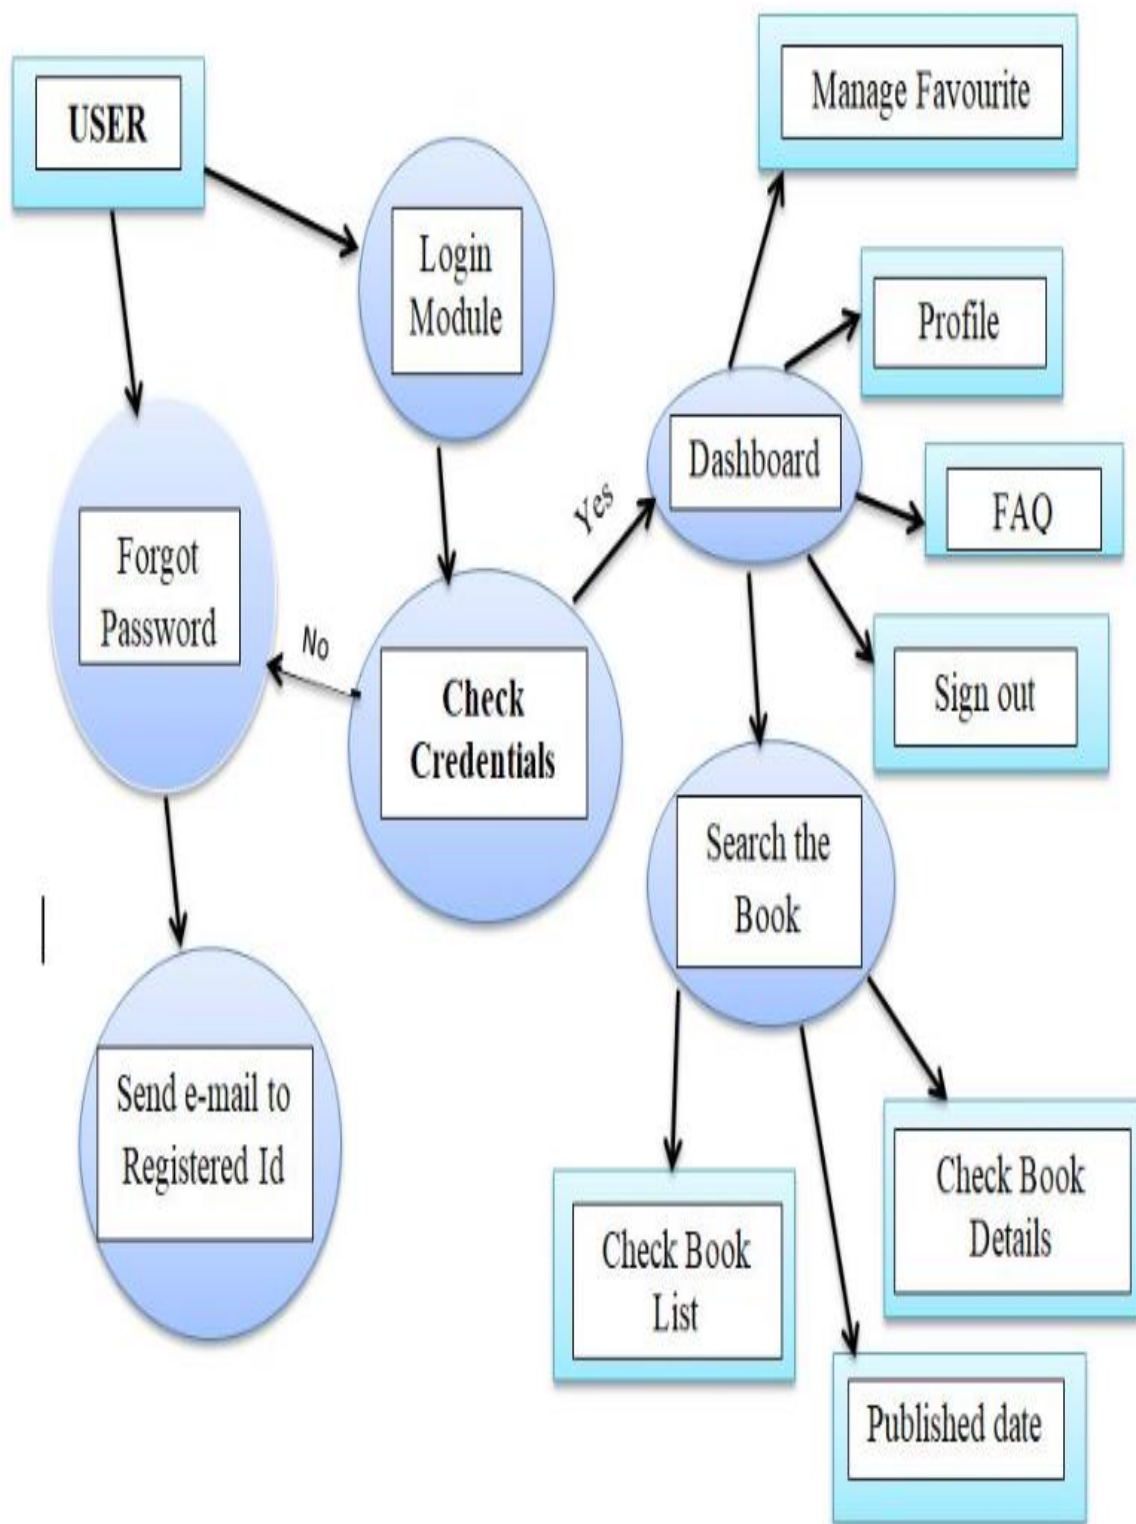 USER
Manage Favourite
Login
Module
Profile
Dashboard
FAQ
Yes
Forgot
Password
No
Check
Credentials
Sign out
Search the
Book
Send e-mail to
Registered Id
Check Book
List
Check Book
Details
Published date